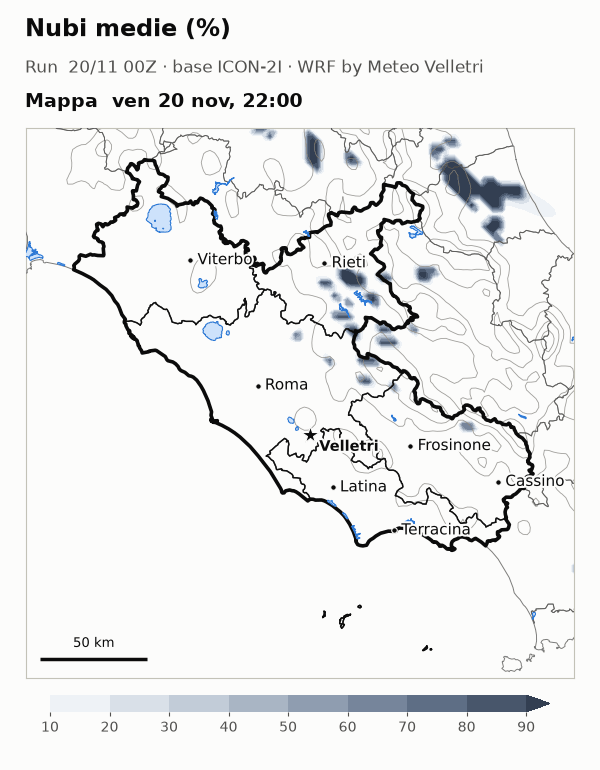 Nubi medie (%)
Run  20/11 00Z · base ICON-2I · WRF by Meteo Velletri
Mappa  ven 20 nov, 22:00
Viterbo
Rieti
Roma
Velletri
Frosinone
Latina
Cassino
Terracina
50 km
10 20 30 40 50 60 70 80 90